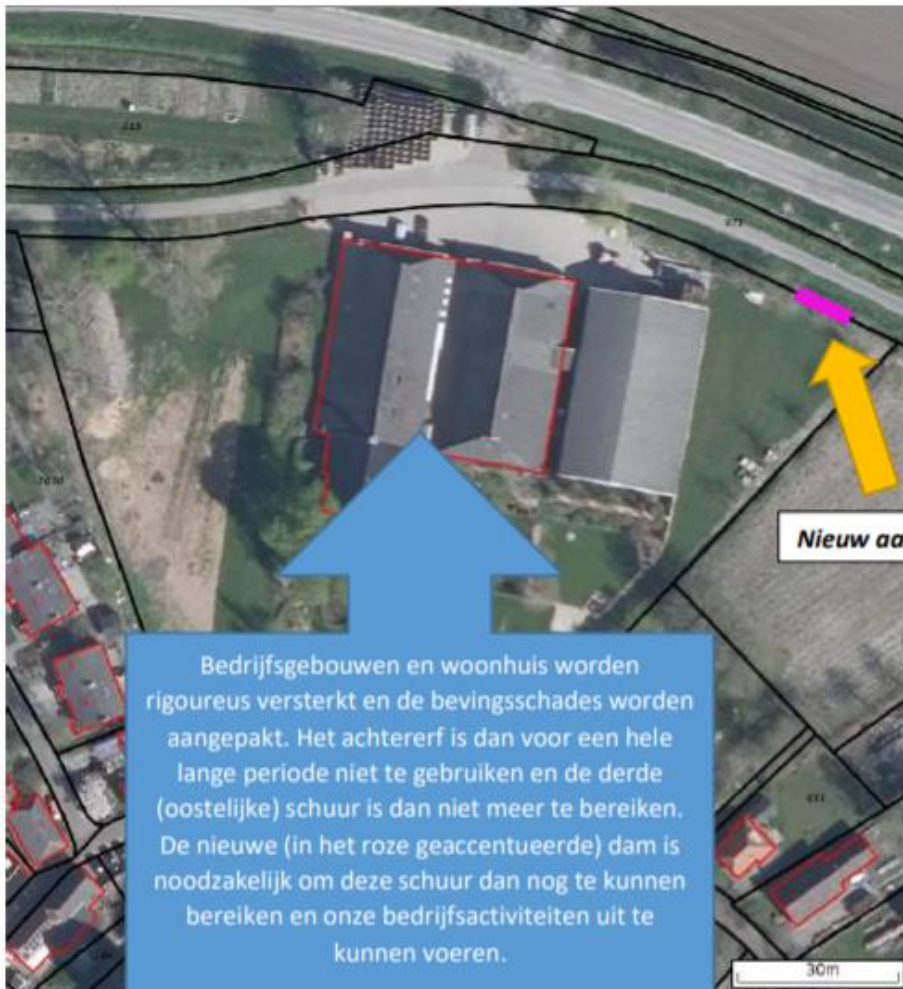 Nieuw aa
Bedrijfsgebouwen en woonhuis worden
rigoureus versterkt en de bevingsschades worden
aangepakt. Het achtererf is dan voor een hele
lange periode niet te gebruiken en de derde
(oostelijke) schuur is dan niet meer te bereiken.
De nieuwe (in het roze geaccentueerde) dam is
noodzakelijk om deze schuur dan nog te kunnen
bereiken en onze bedrijfsactiviteiten uit te
kunnen voeren.
30m